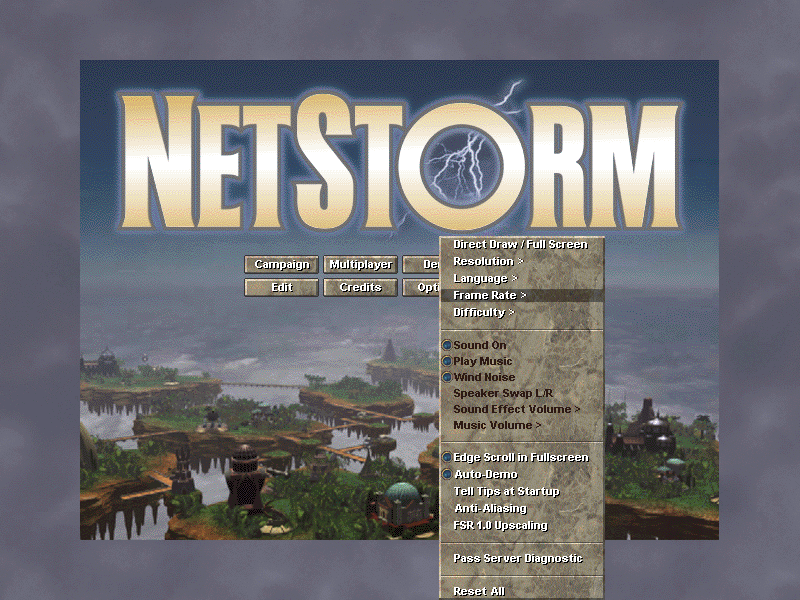 NETSTORM
Campaign Multiplayer De
Edit Credits Opti
Direct Draw / Full Screen
Resolution >
Language >
Frame Rate >
Difficulty >
Sound On
Play Music
Wind Noise
Speaker Swap L/R
Sound Effect Volume >
Music Volume >
Edge Scroll in Fullscreen
Auto-Demo
Tell Tips at Startup
Anti-Aliasing
FSR 1.0 Upscaling
Pass Server Diagnostic
Reset All